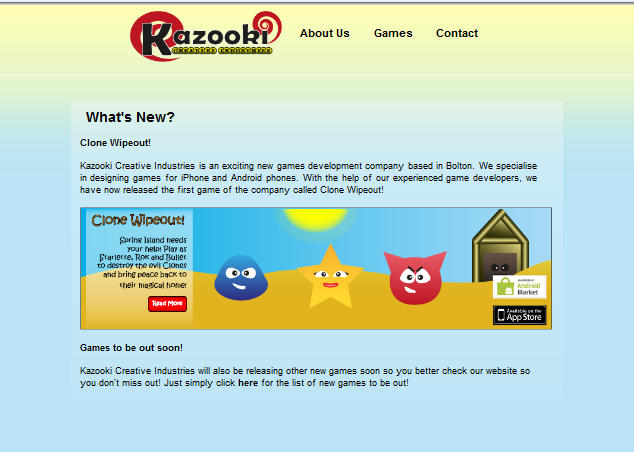 Kazooki
CREATIVE INDUSTRIES
About Us Games Contact
What's New?
Clone Wipeout!
Kazooki Creative Industries is an exciting new games development company based in Bolton. We specialise
in designing games for iPhone and Android phones. With the help of our experienced game developers, we
have now released the first game of the company called Clone Wipeout!
Clone Wipeout!
Spring Island needs
your help! Play as
Starlette, Rok and Bullet
to destroy the evil Clones
and bring peace back to
their magical home!
Read More
Available in
Android
Market
Available on the
App Store
Games to be out soon!
Kazooki Creative Industries will also be releasing other new games soon so you better check our website so
you don't miss out! Just simply click here for the list of new games to be out!